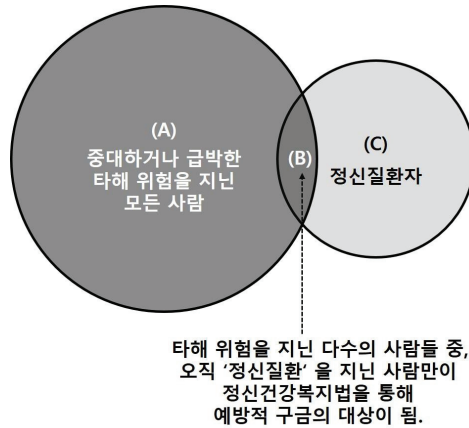 (A)
중대하거나 급박한
타해 위험을 지닌
모든 사람
(B)
(C)
정신질환자
타해 위험을 지닌 다수의 사람들 중,
오직 ‘정신질환‘ 을 지닌 사람만이
정신건강복지법을 통해
예방적 구금의 대상이 됨.